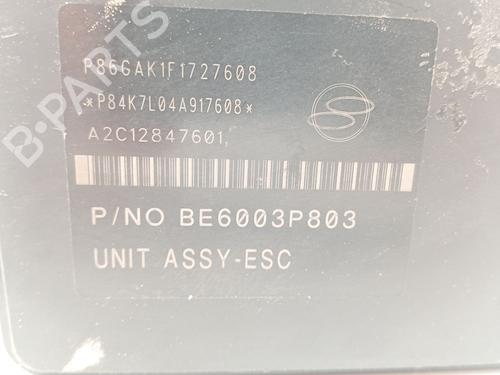 P86GAK1F1727608
*P84K7L04A917608*
A2C12847601,
P/NO BE6003P803
UNIT ASSY-ESC
B-PARTS